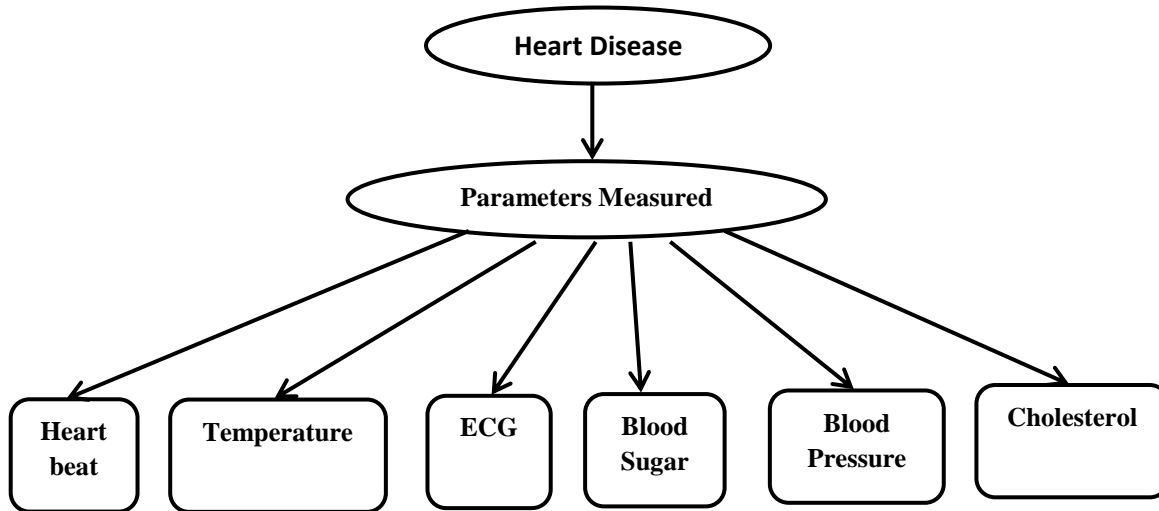 Heart Disease
Parameters Measured
Heart
beat
Temperature
ECG
Blood
Sugar
Blood
Pressure
Cholesterol